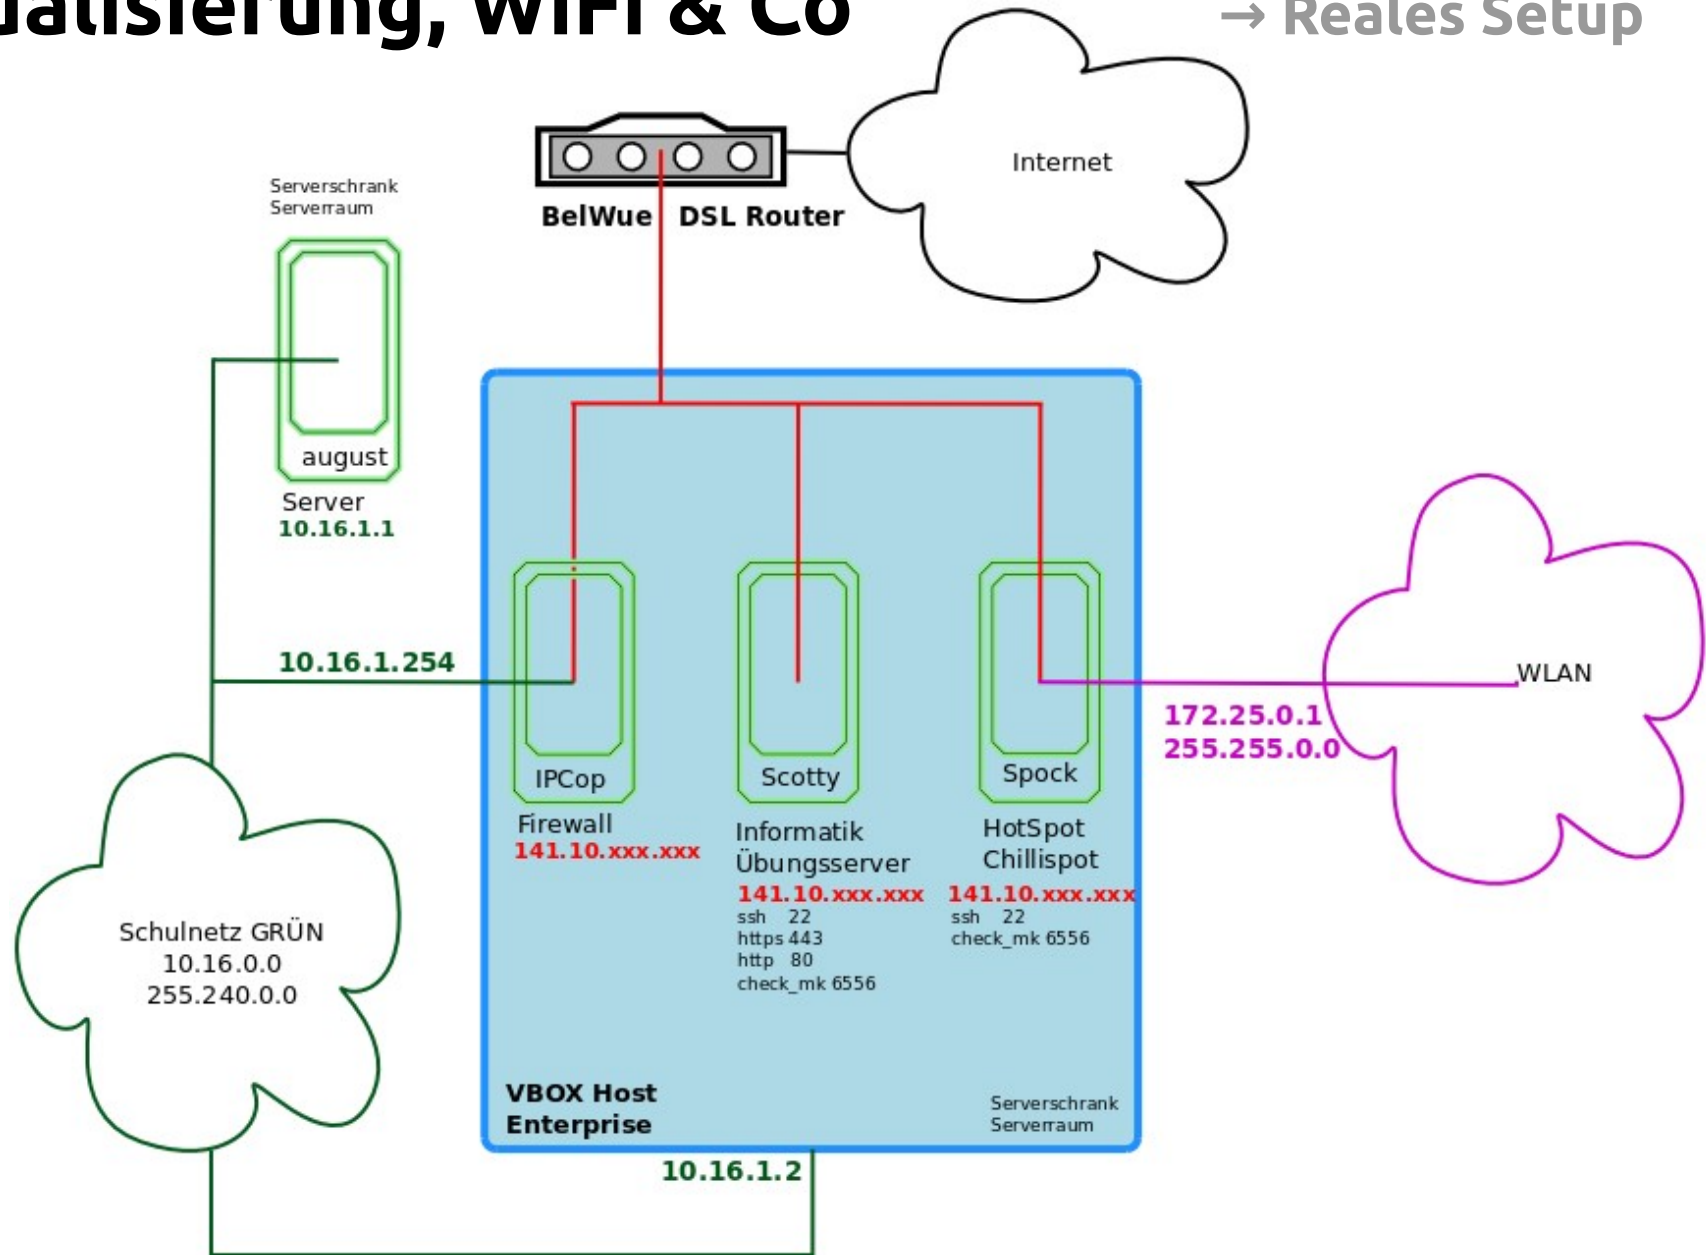 ualisierung, WiFi & Co
→ Reales Setup
Internet
BelWue DSL Router
Serverschrank
Serverraum
august
Server
10.16.1.1
10.16.1.254
IPCop
Firewall
141.10.xxx.xxx
Scotty
Informatik
Übungsserver
141.10.xxx.xxx
ssh 22
https 443
http 80
check_mk 6556
Spock
HotSpot
Chillispot
141.10.xxx.xxx
ssh 22
check_mk 6556
WLAN
172.25.0.1
255.255.0.0
Schulnetz GRÜN
10.16.0.0
255.240.0.0
VBOX Host
Enterprise
Serverschrank
Serverraum
10.16.1.2